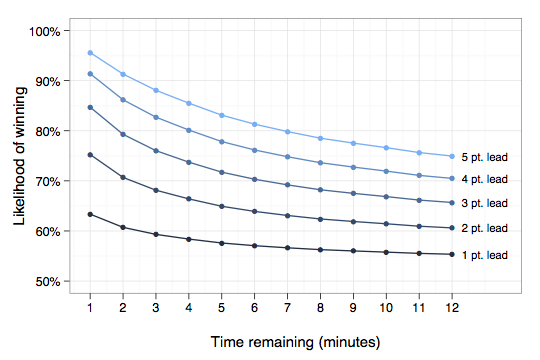 100%
90%
80%
70%
60%
50%
Likelihood of winning
5 pt. lead
4 pt. lead
3 pt. lead
2 pt. lead
1 pt. lead
1 2 3 4 5 6 7 8 9 10 11 12
Time remaining (minutes)